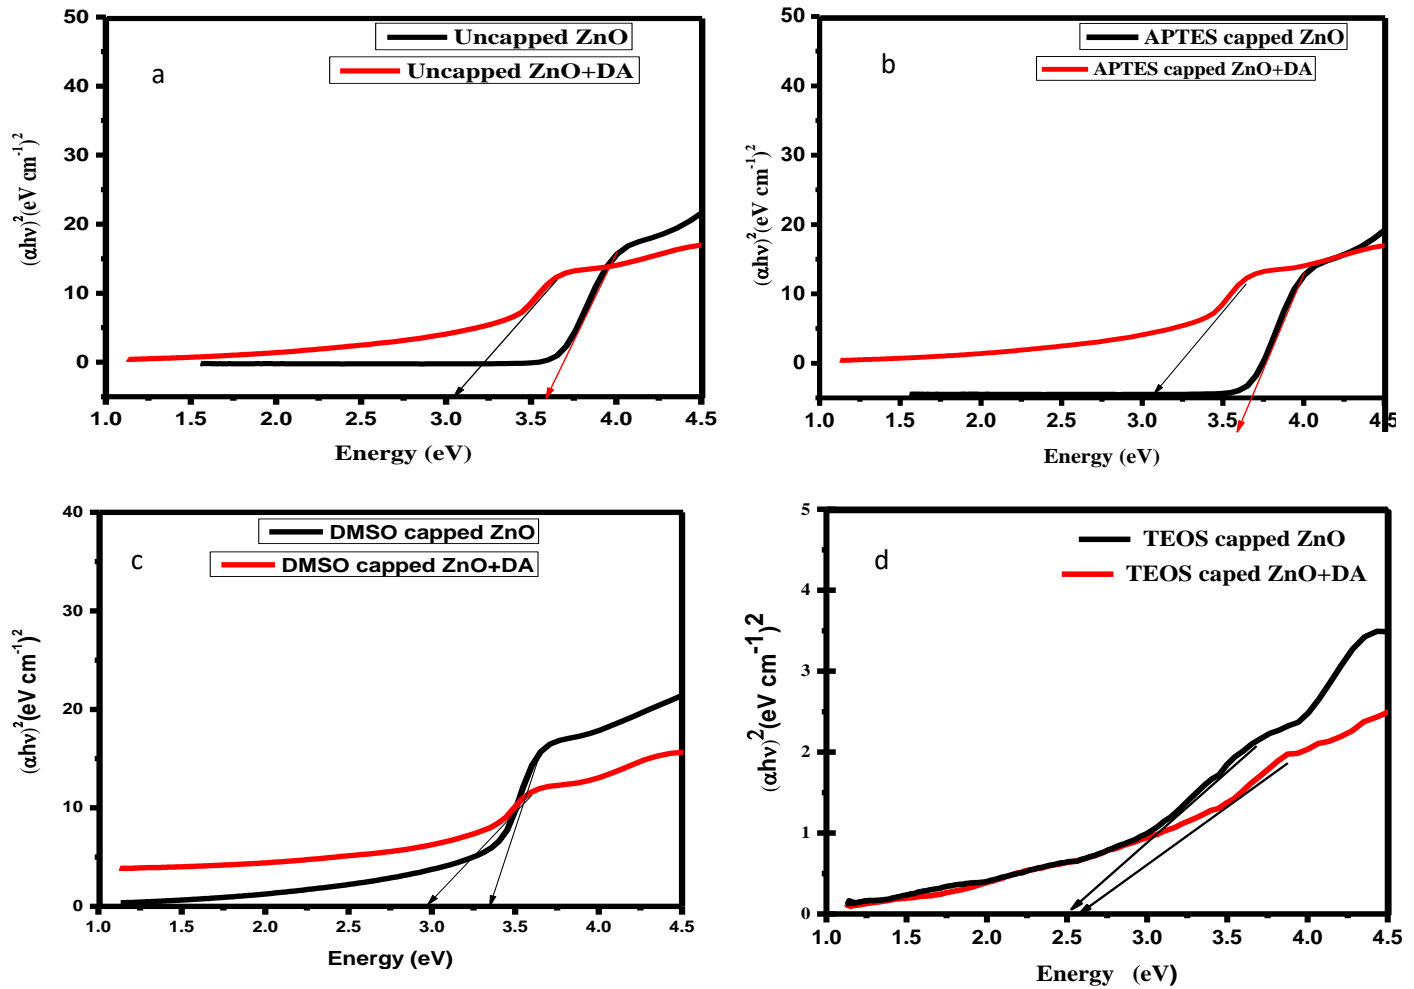 a
Uncapped ZnO
Uncapped ZnO+DA
50
40
30
20
10
0
(αhν)²(eV cm⁻¹)²
1.0 1.5 2.0 2.5 3.0 3.5 4.0 4.5
Energy (eV)
b
APTES capped ZnO
APTES capped ZnO+DA
50
40
30
20
10
0
(αhν)²(eV cm⁻¹)²
1.0 1.5 2.0 2.5 3.0 3.5 4.0 4.5
Energy (eV)
c
DMSO capped ZnO
DMSO capped ZnO+DA
40
30
20
10
0
(αhν)²(eV cm⁻¹)²
1.0 1.5 2.0 2.5 3.0 3.5 4.0 4.5
Energy (eV)
d
TEOS capped ZnO
TEOS caped ZnO+DA
5
4
3
2
1
0
(αhν)²(eV cm⁻¹)²
1.0 1.5 2.0 2.5 3.0 3.5 4.0 4.5
Energy (eV)